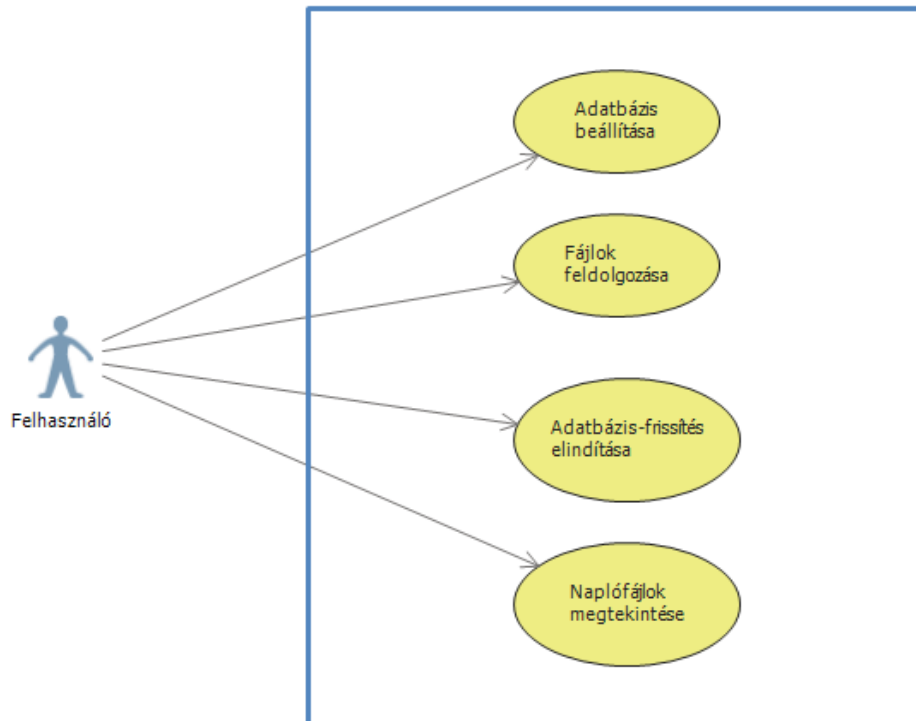 Adatbázis
beállítása
Fájlok
feldolgozása
Felhasználó
Adatbázis-frissítés
elindítása
Naplófájlok
megtekintése